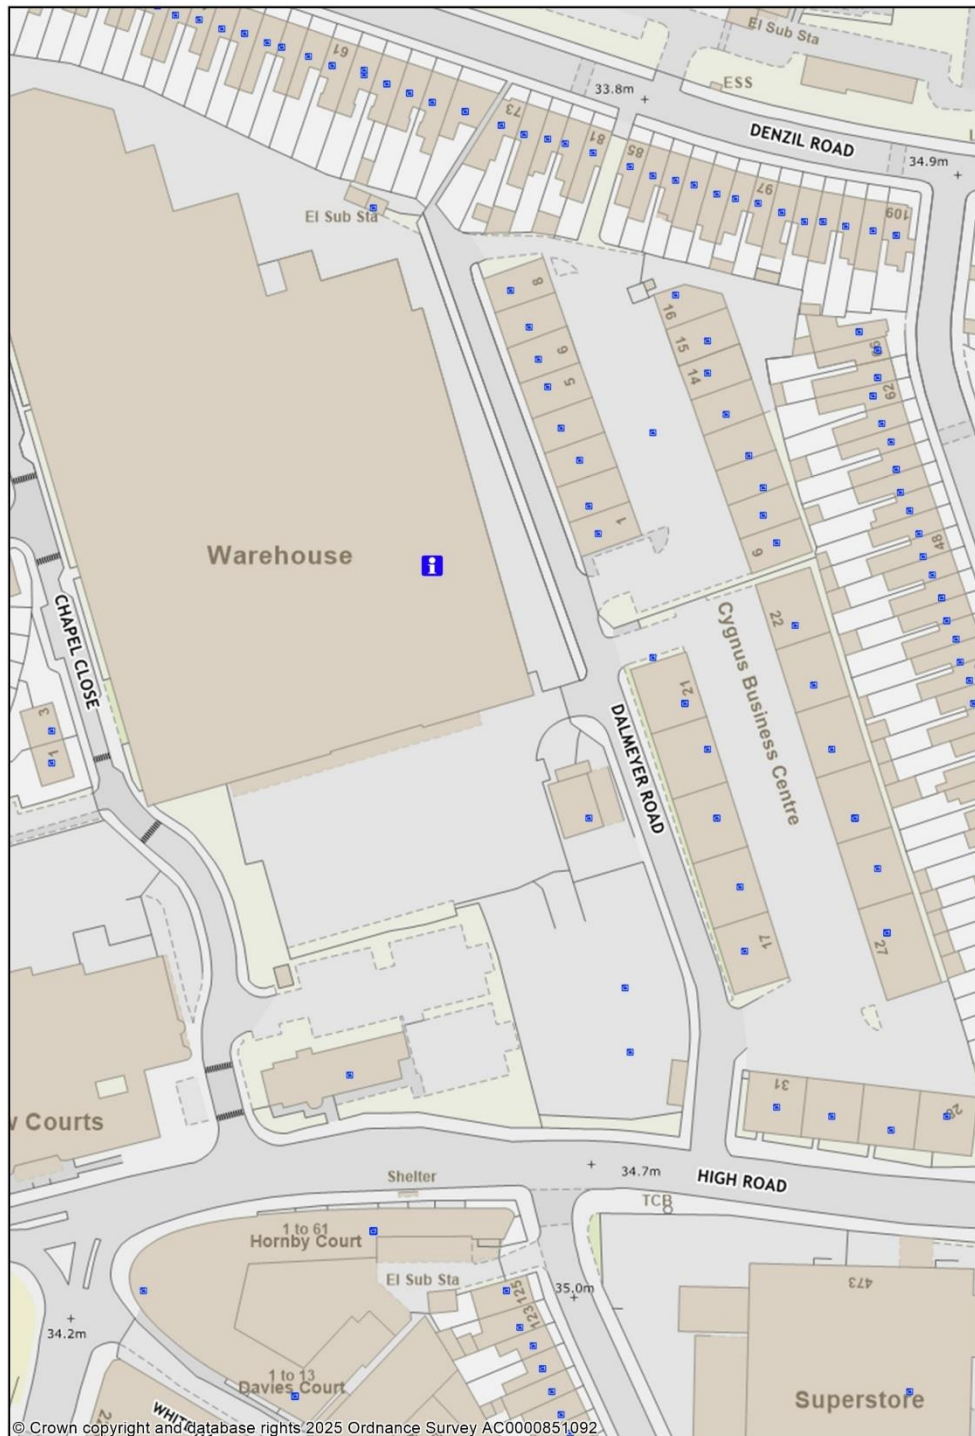 El Sub Sta
61
ESS
33.8m
73
81
DENZIL ROAD
85
34.9m
97
109
El Sub Sta
8
16
15
6
66
14
5
62
1
48
9
Warehouse
CHAPEL CLOSE
22
Cygnus Business Centre
21
DALMEYER ROAD
3
1
17
27
31
28
w Courts
34.7m
HIGH ROAD
Shelter
TCB
1 to 61
Hornby Court
El Sub Sta
125
123
35.0m
473
34.2m
1 to 13
Davies Court
Superstore
© Crown copyright and database rights 2025 Ordnance Survey AC0000851092